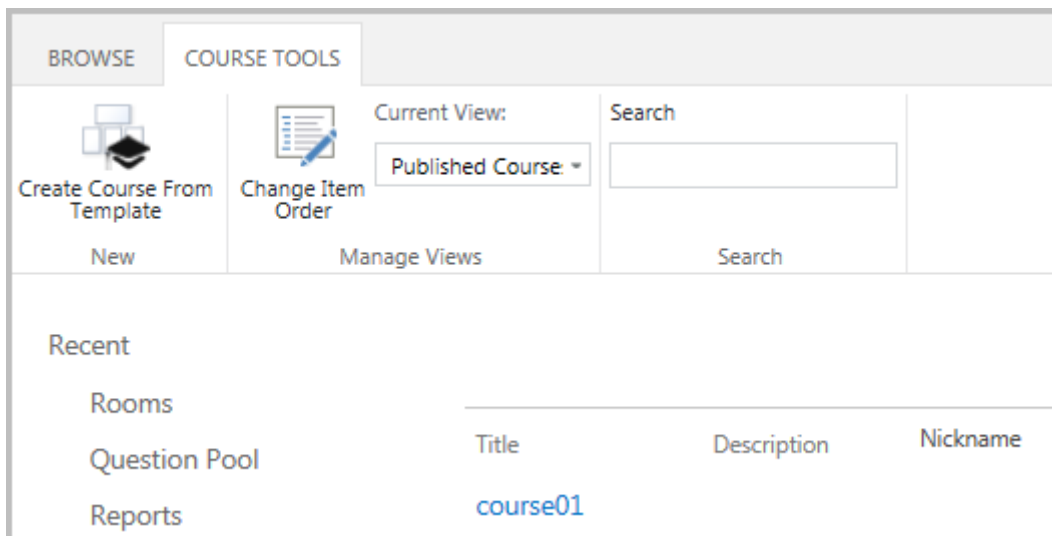 BROWSE COURSE TOOLS
Create Course From
Template
New
Change Item
Order
Current View:
Published Course
Manage Views
Search
Search
Recent
Rooms
Question Pool
Reports
Title Description Nickname
course01